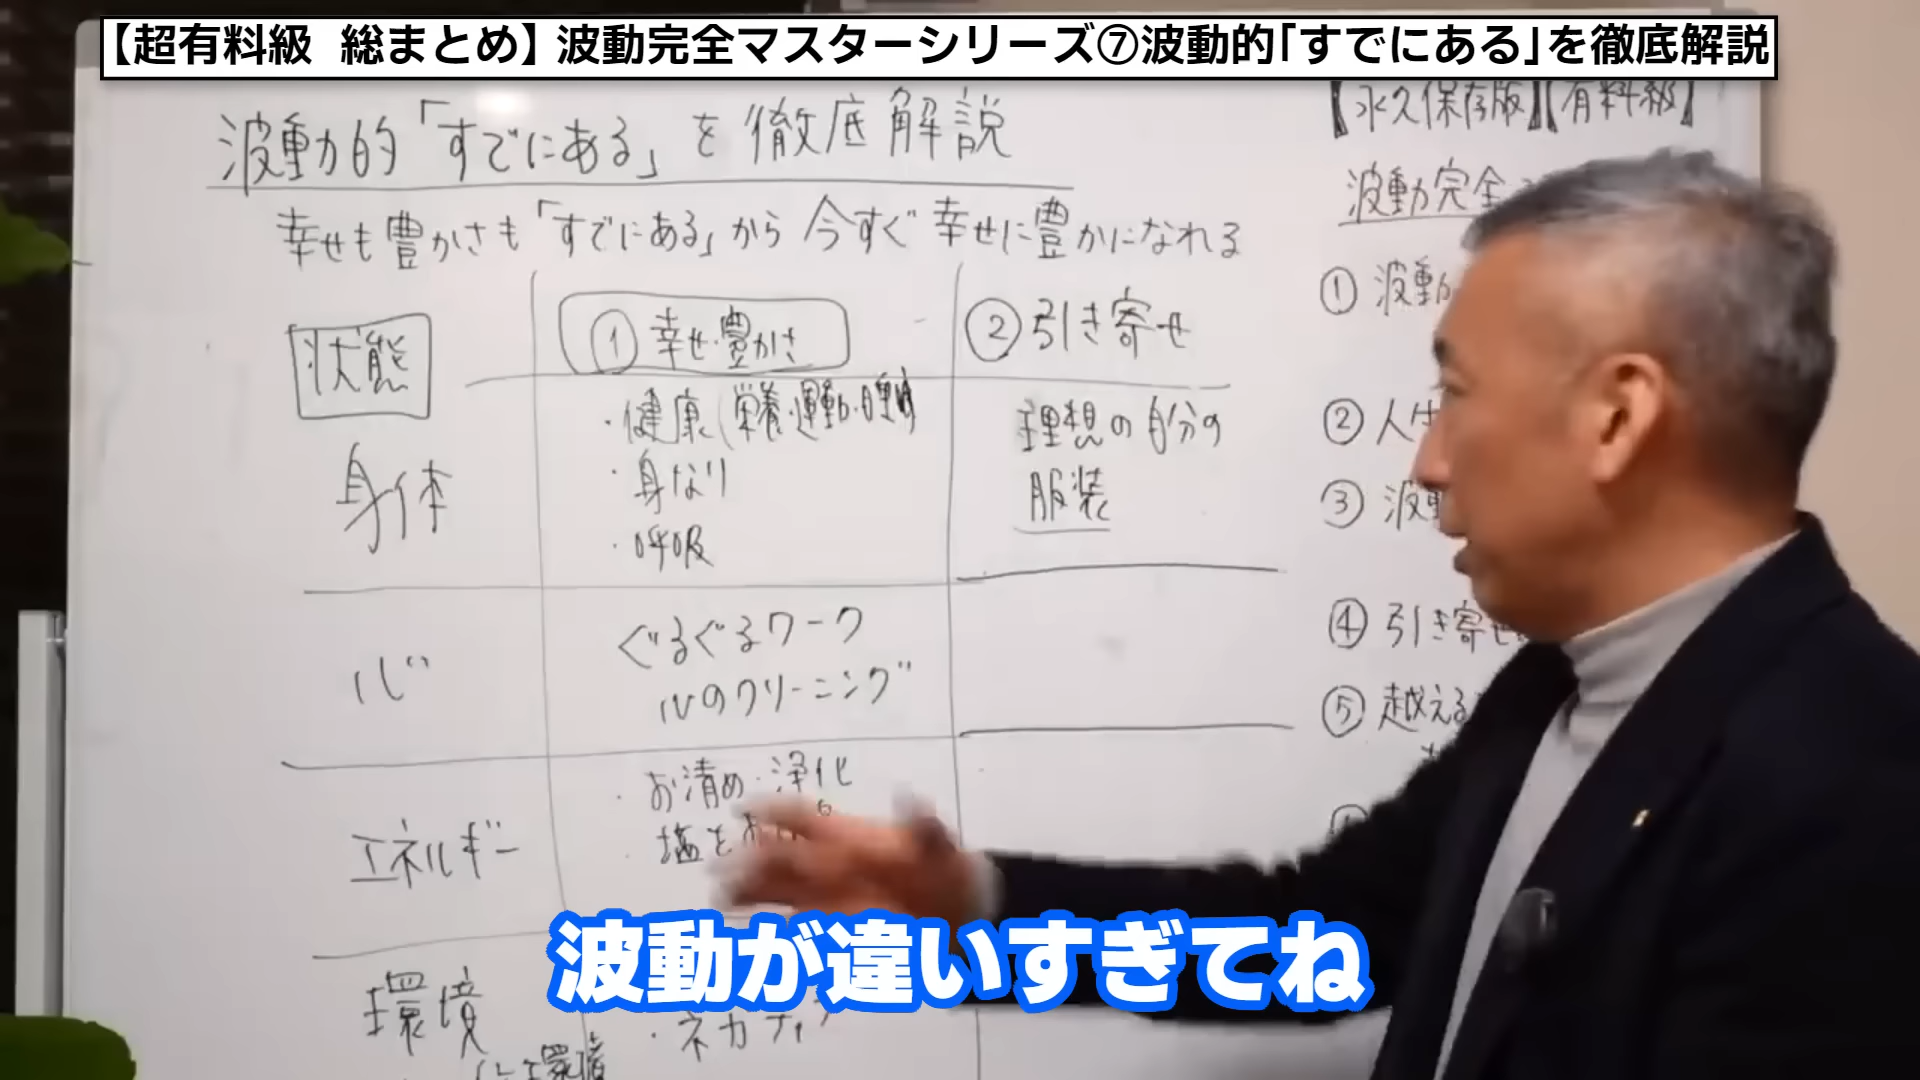 【超有料級 総まとめ】波動完全マスターシリーズ⑦波動的「すでにある」を徹底解説
波動的「すでにある」を徹底解説
幸せも豊かさも「すでにある」から今すぐ幸せに豊かになれる
状態
①幸せ・豊かさ
②引き寄せ
身体
・健康(栄養・運動・睡眠
・身なり
・呼吸
理想の自分の
服装
心
ぐるぐるワーク
心のクリーニング
エネルギー
・お清め・浄化
・塩を
環境
・ネガティ
環境
【永久保存版】【有料級】
波動完全
①波動
②人生
③波動
④引き寄せ
⑤越える
波動が違いすぎてね